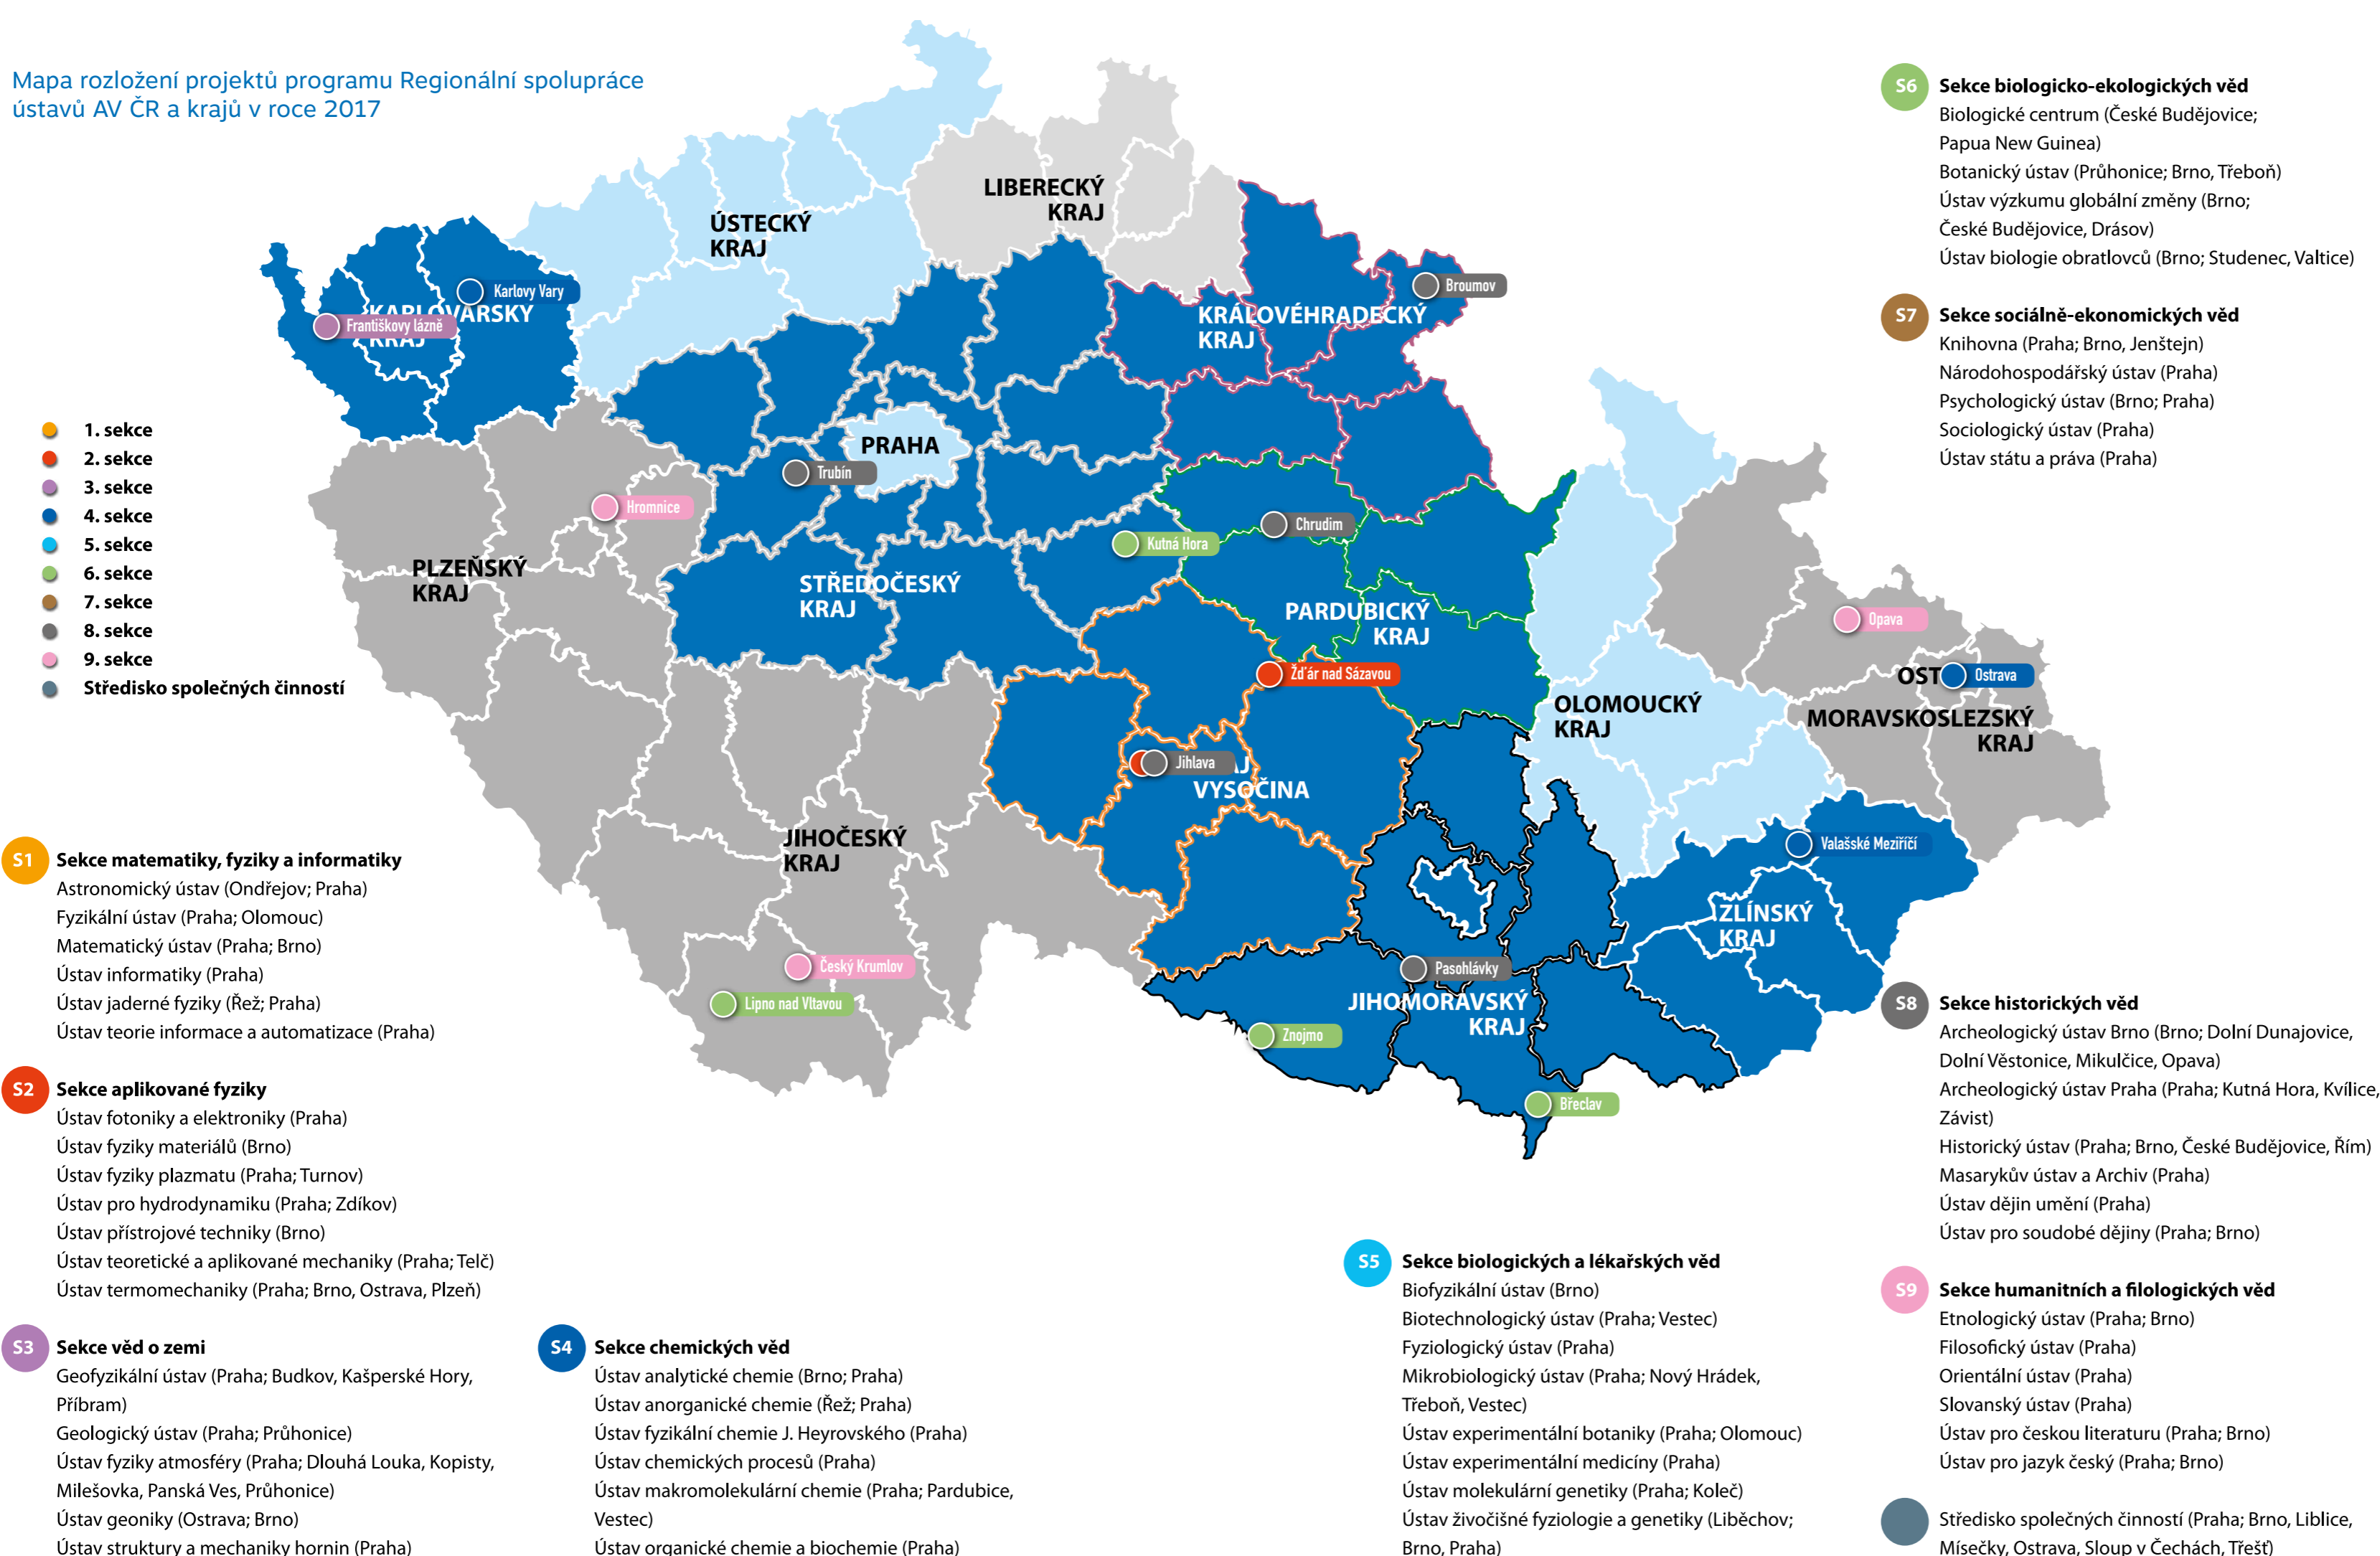 Mapa rozložení projektů programu Regionální spolupráce
ústavů AV ČR a krajů v roce 2017
1. sekce
2. sekce
3. sekce
4. sekce
5. sekce
6. sekce
7. sekce
8. sekce
9. sekce
Středisko společných činností
ÚSTECKÝ
KRAJ
LIBERECKÝ
KRAJ
Karlovy Vary
KARLOVARSKÝ
KRAJ
Františkovy lázně
KRÁLOVÉHRADECKÝ
KRAJ
Broumov
PRAHA
Trubín
Hromnice
PLZEŇSKÝ
KRAJ
STŘEDOČESKÝ
KRAJ
Kutná Hora
Chrudim
PARDUBICKÝ
KRAJ
Žďár nad Sázavou
Jihlava
AJ
VYSOČINA
OLOMOUCKÝ
KRAJ
Opava
OST
Ostrava
MORAVSKOSLEZSKÝ
KRAJ
Valašské Meziříčí
ZLÍNSKÝ
KRAJ
JIHOČESKÝ
KRAJ
Český Krumlov
Lipno nad Vltavou
Pasohlávky
JIHOMORAVSKÝ
KRAJ
Znojmo
Břeclav
S1 Sekce matematiky, fyziky a informatiky
Astronomický ústav (Ondřejov; Praha)
Fyzikální ústav (Praha; Olomouc)
Matematický ústav (Praha; Brno)
Ústav informatiky (Praha)
Ústav jaderné fyziky (Řež; Praha)
Ústav teorie informace a automatizace (Praha)
S2 Sekce aplikované fyziky
Ústav fotoniky a elektroniky (Praha)
Ústav fyziky materiálů (Brno)
Ústav fyziky plazmatu (Praha; Turnov)
Ústav pro hydrodynamiku (Praha; Zdíkov)
Ústav přístrojové techniky (Brno)
Ústav teoretické a aplikované mechaniky (Praha; Telč)
Ústav termomechaniky (Praha; Brno, Ostrava, Plzeň)
S3 Sekce věd o zemi
Geofyzikální ústav (Praha; Budkov, Kašperské Hory,
Příbram)
Geologický ústav (Praha; Průhonice)
Ústav fyziky atmosféry (Praha; Dlouhá Louka, Kopisty,
Milešovka, Panská Ves, Průhonice)
Ústav geoniky (Ostrava; Brno)
Ústav struktury a mechaniky hornin (Praha)
S4 Sekce chemických věd
Ústav analytické chemie (Brno; Praha)
Ústav anorganické chemie (Řež; Praha)
Ústav fyzikální chemie J. Heyrovského (Praha)
Ústav chemických procesů (Praha)
Ústav makromolekulární chemie (Praha; Pardubice,
Vestec)
Ústav organické chemie a biochemie (Praha)
S5 Sekce biologických a lékařských věd
Biofyzikální ústav (Brno)
Biotechnologický ústav (Praha; Vestec)
Fyziologický ústav (Praha)
Mikrobiologický ústav (Praha; Nový Hrádek,
Třeboň, Vestec)
Ústav experimentální botaniky (Praha; Olomouc)
Ústav experimentální medicíny (Praha)
Ústav molekulární genetiky (Praha; Koleč)
Ústav živočišné fyziologie a genetiky (Liběchov;
Brno, Praha)
S6 Sekce biologicko-ekologických věd
Biologické centrum (České Budějovice;
Papua New Guinea)
Botanický ústav (Průhonice; Brno, Třeboň)
Ústav výzkumu globální změny (Brno;
České Budějovice, Drásov)
Ústav biologie obratlovců (Brno; Studenec, Valtice)
S7 Sekce sociálně-ekonomických věd
Knihovna (Praha; Brno, Jenštejn)
Národohospodářský ústav (Praha)
Psychologický ústav (Brno; Praha)
Sociologický ústav (Praha)
Ústav státu a práva (Praha)
S8 Sekce historických věd
Archeologický ústav Brno (Brno; Dolní Dunajovice,
Dolní Věstonice, Mikulčice, Opava)
Archeologický ústav Praha (Praha; Kutná Hora, Kvílice,
Závist)
Historický ústav (Praha; Brno, České Budějovice, Řím)
Masarykův ústav a Archiv (Praha)
Ústav dějin umění (Praha)
Ústav pro soudobé dějiny (Praha; Brno)
S9 Sekce humanitních a filologických věd
Etnologický ústav (Praha; Brno)
Filosofický ústav (Praha)
Orientální ústav (Praha)
Slovanský ústav (Praha)
Ústav pro českou literaturu (Praha; Brno)
Ústav pro jazyk český (Praha; Brno)
Středisko společných činností (Praha; Brno, Liblice,
Mísečky, Ostrava, Sloup v Čechách, Třešť)